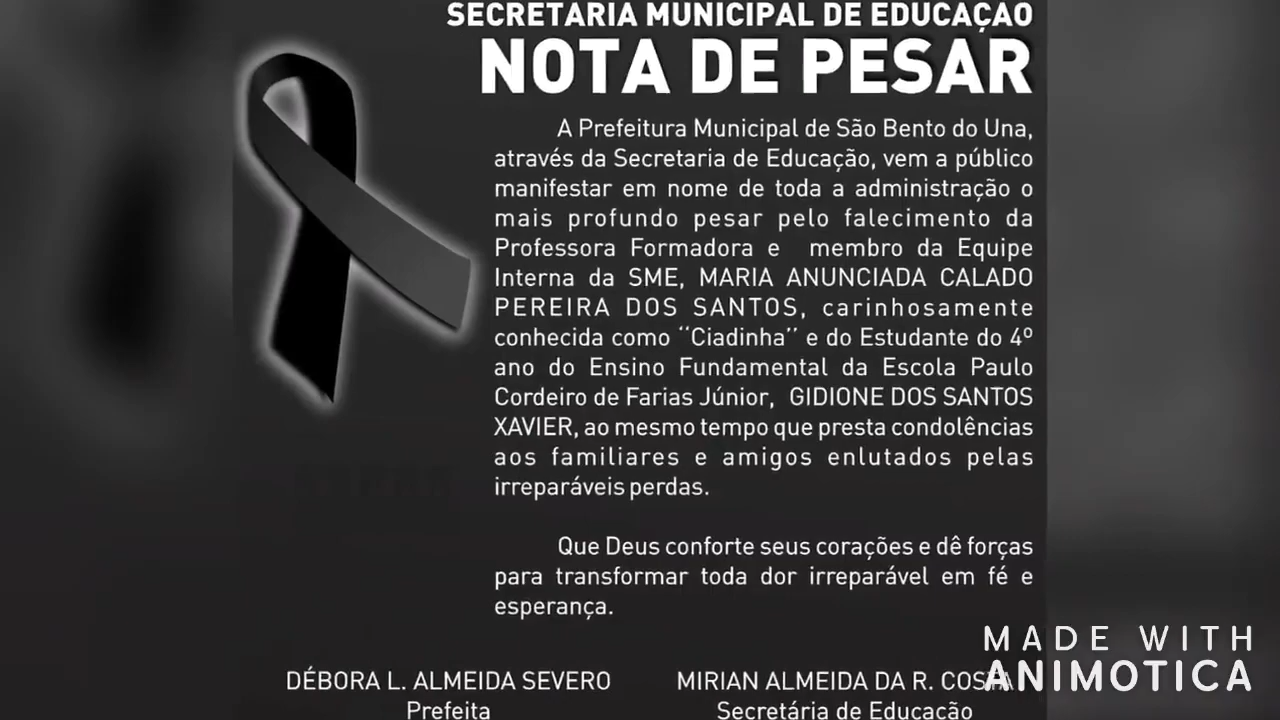 SECRETARIA MUNICIPAL DE EDUCAÇÃO
NOTA DE PESAR
A Prefeitura Municipal de São Bento do Una,
através da Secretaria de Educação, vem a público
manifestar em nome de toda a administração o
mais profundo pesar pelo falecimento da
Professora Formadora e membro da Equipe
Interna da SME, MARIA ANUNCIADA CALADO
PEREIRA DOS SANTOS, carinhosamente
conhecida como ‘‘Ciadinha’’ e do Estudante do 4º
ano do Ensino Fundamental da Escola Paulo
Cordeiro de Farias Júnior, GIDIONE DOS SANTOS
XAVIER, ao mesmo tempo que presta condolências
aos familiares e amigos enlutados pelas
irreparáveis perdas.
Que Deus conforte seus corações e dê forças
para transformar toda dor irreparável em fé e
esperança.
DÉBORA L. ALMEIDA SEVERO
Prefeita
MIRIAN ALMEIDA DA R. COSTA
Secretária de Educação
MADE WITH
ANIMOTICA